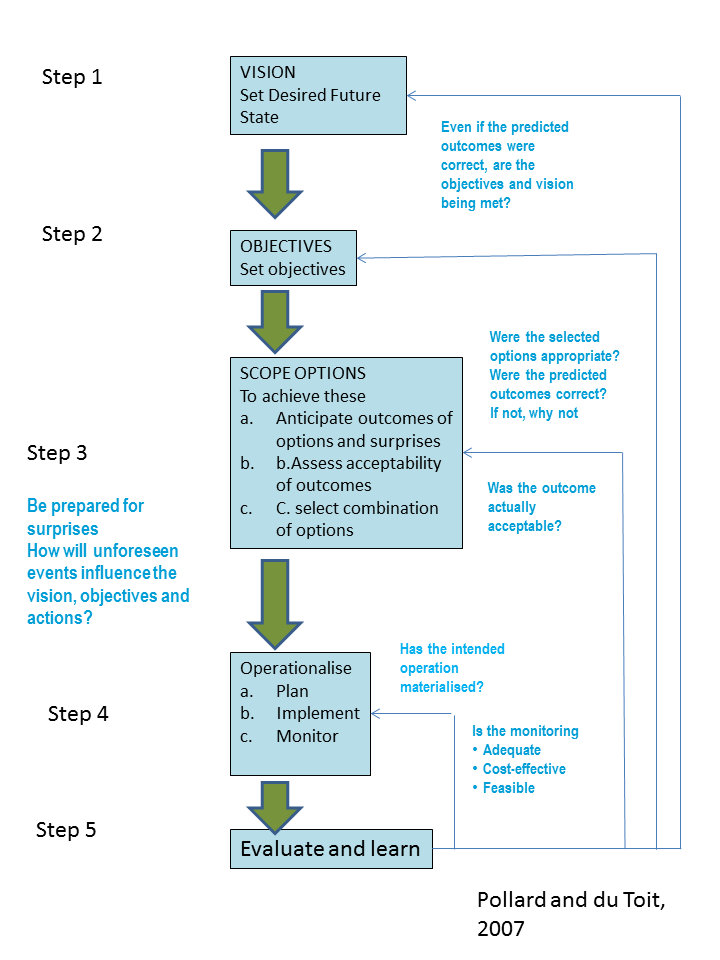 Step 1
VISION
Set Desired Future
State
Even if the predicted
outcomes were
correct, are the
objectives and vision
being met?
Step 2
OBJECTIVES
Set objectives
Were the selected
options appropriate?
Were the predicted
outcomes correct?
If not, why not
Step 3
SCOPE OPTIONS
To achieve these
a. Anticipate outcomes of
options and surprises
b. b.Assess acceptability
of outcomes
c. C. select combination
of options
Was the outcome
actually
acceptable?
Be prepared for
surprises
How will unforeseen
events influence the
vision, objectives and
actions?
Has the intended
operation
materialised?
Step 4
Operationalise
a. Plan
b. Implement
c. Monitor
Is the monitoring
• Adequate
• Cost-effective
• Feasible
Step 5
Evaluate and learn
Pollard and du Toit,
2007